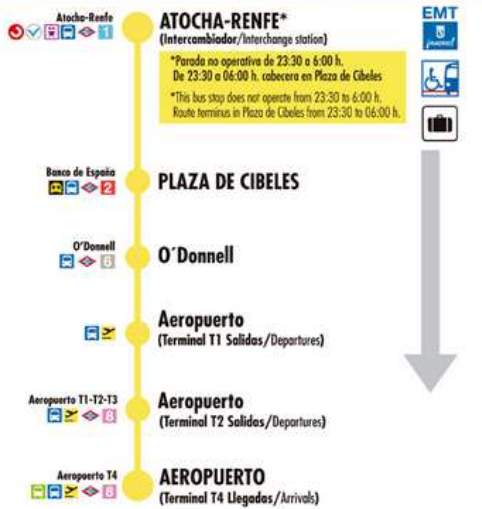 Atocha-Renfe
1
ATOCHA-RENFE*
(Intercambiador/Interchange station)
*Parada no operativa de 23:30 a 6:00 h.
De 23:30 a 06:00 h. cabecera en Plaza de Cibeles
*This bus stop does not operate from 23:30 to 6:00 h.
Route terminus in Plaza de Cibeles from 23:30 to 06:00 h.
EMT
¡MADRID!
Banco de España
2
PLAZA DE CIBELES
O'Donnell
6
O´Donnell
Aeropuerto
(Terminal T1 Salidas/Departures)
Aeropuerto T1-T2-T3
8
Aeropuerto
(Terminal T2 Salidas/Departures)
Aeropuerto T4
8
AEROPUERTO
(Terminal T4 Llegadas/Arrivals)